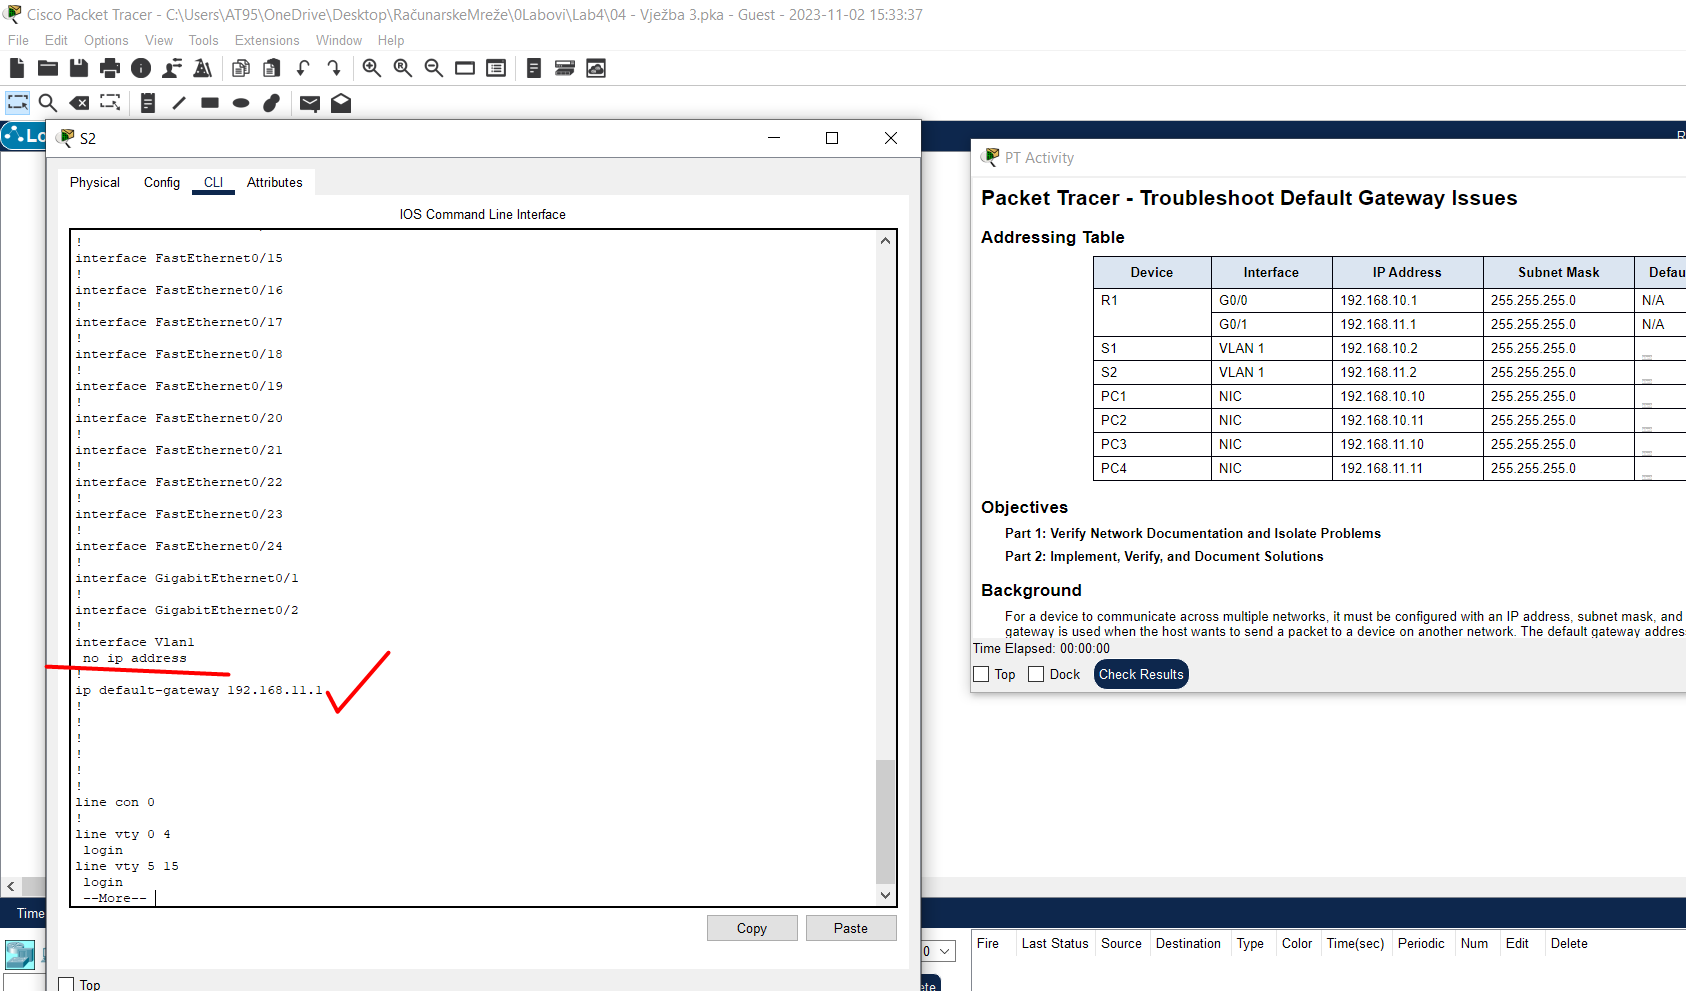 Cisco Packet Tracer - C:\Users\AT95\OneDrive\Desktop\RačunarskeMreže\0Labovi\Lab4\04 - Vježba 3.pka - Guest - 2023-11-02 15:33:37
File Edit Options View Tools Extensions Window Help
Lo
S2
Physical Config CLI Attributes
IOS Command Line Interface
!
interface FastEthernet0/15
!
interface FastEthernet0/16
!
interface FastEthernet0/17
!
interface FastEthernet0/18
!
interface FastEthernet0/19
!
interface FastEthernet0/20
!
interface FastEthernet0/21
!
interface FastEthernet0/22
!
interface FastEthernet0/23
!
interface FastEthernet0/24
!
interface GigabitEthernet0/1
!
interface GigabitEthernet0/2
!
interface Vlan1
no ip address
!
ip default-gateway 192.168.11.1
!
!
!
!
!
!
line con 0
!
line vty 0 4
login
line vty 5 15
login
--More--
Copy Paste
Top
PT Activity
Packet Tracer - Troubleshoot Default Gateway Issues
Addressing Table
Device Interface IP Address Subnet Mask Defau
R1 G0/0 192.168.10.1 255.255.255.0 N/A
G0/1 192.168.11.1 255.255.255.0 N/A
S1 VLAN 1 192.168.10.2 255.255.255.0
S2 VLAN 1 192.168.11.2 255.255.255.0
PC1 NIC 192.168.10.10 255.255.255.0
PC2 NIC 192.168.10.11 255.255.255.0
PC3 NIC 192.168.11.10 255.255.255.0
PC4 NIC 192.168.11.11 255.255.255.0
Objectives
Part 1: Verify Network Documentation and Isolate Problems
Part 2: Implement, Verify, and Document Solutions
Background
For a device to communicate across multiple networks, it must be configured with an IP address, subnet mask, and
gateway is used when the host wants to send a packet to a device on another network. The default gateway addres
Time Elapsed: 00:00:00
Top Dock Check Results
Time
0
ete
Fire Last Status Source Destination Type Color Time(sec) Periodic Num Edit Delete